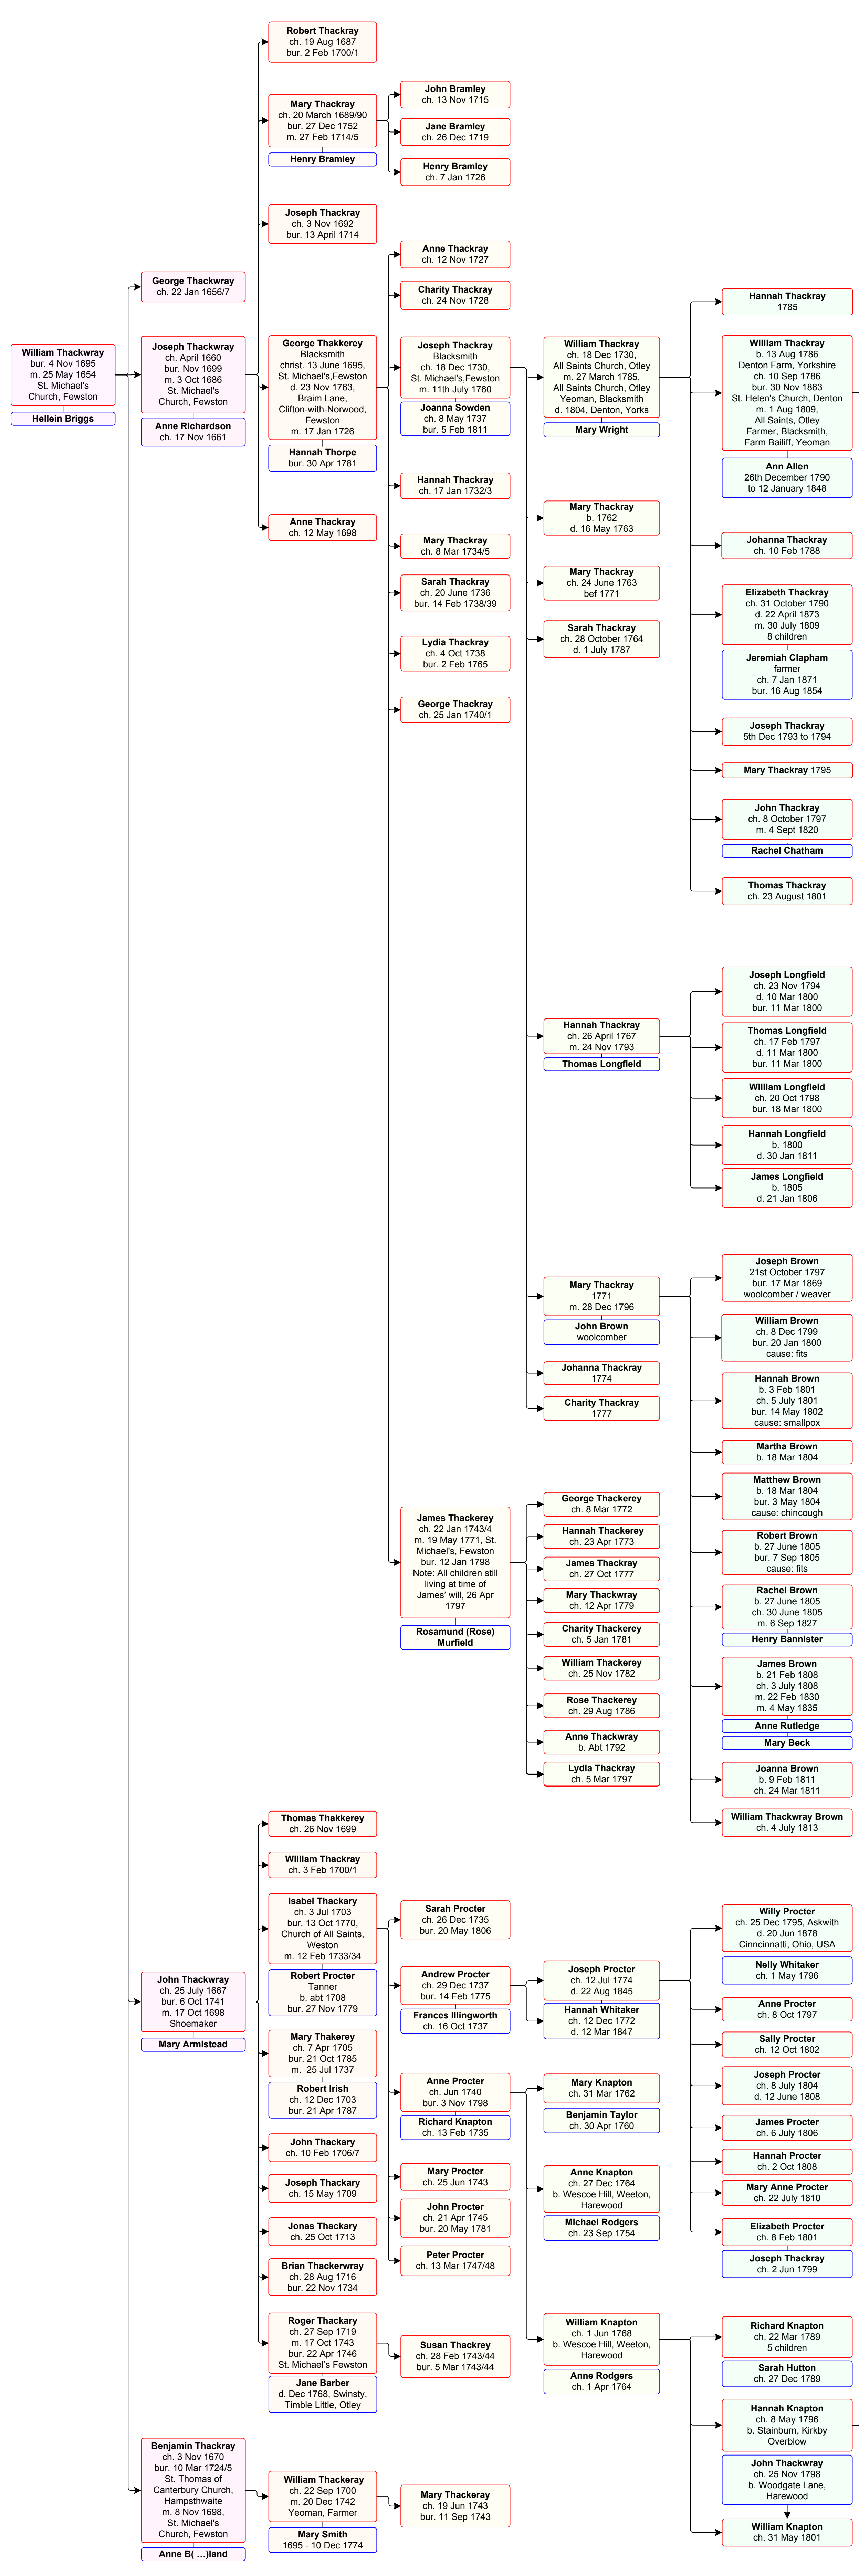 William Thackwray
bur. 4 Nov 1695
m. 25 May 1654
St. Michael's
Church, Fewston
Hellein Briggs
George Thackwray
ch. 22 Jan 1656/7
Joseph Thackwray
ch. April 1660
bur. Nov 1699
m. 3 Oct 1686
St. Michael's
Church, Fewston
Anne Richardson
ch. 17 Nov 1661
John Thackwray
ch. 25 July 1667
bur. 6 Oct 1741
m. 17 Oct 1698
Shoemaker
Mary Armistead
Benjamin Thackray
ch. 3 Nov 1670
bur. 10 Mar 1724/5
St. Thomas of
Canterbury Church,
Hampsthwaite
m. 8 Nov 1698,
St. Michael's
Church, Fewston
Anne B( ...)land
Robert Thackray
ch. 19 Aug 1687
bur. 2 Feb 1700/1
Mary Thackray
ch. 20 March 1689/90
bur. 27 Dec 1752
m. 27 Feb 1714/5
Henry Bramley
Joseph Thackray
ch. 3 Nov 1692
bur. 13 April 1714
George Thakkerey
Blacksmith
christ. 13 June 1695,
St. Michael's,Fewston
d. 23 Nov 1763,
Braim Lane,
Clifton-with-Norwood,
Fewston
m. 17 Jan 1726
Hannah Thorpe
bur. 30 Apr 1781
Anne Thackray
ch. 12 May 1698
Thomas Thakkerey
ch. 26 Nov 1699
William Thackray
ch. 3 Feb 1700/1
Isabel Thackary
ch. 3 Jul 1703
bur. 13 Oct 1770,
Church of All Saints,
Weston
m. 12 Feb 1733/34
Robert Procter
Tanner
b. abt 1708
bur. 27 Nov 1779
Mary Thakerey
ch. 7 Apr 1705
bur. 21 Oct 1785
m. 25 Jul 1737
Robert Irish
ch. 12 Dec 1703
bur. 21 Apr 1787
John Thackary
ch. 10 Feb 1706/7
Joseph Thackary
ch. 15 May 1709
Jonas Thackary
ch. 25 Oct 1713
Brian Thackerwray
ch. 28 Aug 1716
bur. 22 Nov 1734
Roger Thackary
ch. 27 Sep 1719
m. 17 Oct 1743
bur. 22 Apr 1746
St. Michael's Fewston
Jane Barber
d. Dec 1768, Swinsty,
Timble Little, Otley
William Thackeray
ch. 22 Sep 1700
m. 20 Dec 1742
Yeoman, Farmer
Mary Smith
1695 - 10 Dec 1774
John Bramley
ch. 13 Nov 1715
Jane Bramley
ch. 26 Dec 1719
Henry Bramley
ch. 7 Jan 1726
Anne Thackray
ch. 12 Nov 1727
Charity Thackray
ch. 24 Nov 1728
Joseph Thackray
Blacksmith
ch. 18 Dec 1730,
St. Michael's,Fewston
m. 11th July 1760
Joanna Sowden
ch. 8 May 1737
bur. 5 Feb 1811
Hannah Thackray
ch. 17 Jan 1732/3
Mary Thackray
ch. 8 Mar 1734/5
Sarah Thackray
ch. 20 June 1736
bur. 14 Feb 1738/39
Lydia Thackray
ch. 4 Oct 1738
bur. 2 Feb 1765
George Thackray
ch. 25 Jan 1740/1
James Thackerey
ch. 22 Jan 1743/4
m. 19 May 1771, St.
Michael's, Fewston
bur. 12 Jan 1798
Note: All children still
living at time of
James' will, 26 Apr
1797
Rosamund (Rose)
Murfield
Sarah Procter
ch. 26 Dec 1735
bur. 20 May 1806
Andrew Procter
ch. 29 Dec 1737
bur. 14 Feb 1775
Frances Illingworth
ch. 16 Oct 1737
Anne Procter
ch. Jun 1740
bur. 3 Nov 1798
Richard Knapton
ch. 13 Feb 1735
Mary Procter
ch. 25 Jun 1743
John Procter
ch. 21 Apr 1745
bur. 20 May 1781
Peter Procter
ch. 13 Mar 1747/48
Susan Thackrey
ch. 28 Feb 1743/44
bur. 5 Mar 1743/44
Mary Thackeray
ch. 19 Jun 1743
bur. 11 Sep 1743
William Thackray
ch. 18 Dec 1730,
All Saints Church, Otley
m. 27 March 1785,
All Saints Church, Otley
Yeoman, Blacksmith
d. 1804, Denton, Yorks
Mary Wright
Mary Thackray
b. 1762
d. 16 May 1763
Mary Thackray
ch. 24 June 1763
bef 1771
Sarah Thackray
ch. 28 October 1764
d. 1 July 1787
Hannah Thackray
ch. 26 April 1767
m. 24 Nov 1793
Thomas Longfield
Mary Thackray
1771
m. 28 Dec 1796
John Brown
woolcomber
Johanna Thackray
1774
Charity Thackray
1777
George Thackerey
ch. 8 Mar 1772
Hannah Thackerey
ch. 23 Apr 1773
James Thackray
ch. 27 Oct 1777
Mary Thackwray
ch. 12 Apr 1779
Charity Thackerey
ch. 5 Jan 1781
William Thackerey
ch. 25 Nov 1782
Rose Thackerey
ch. 29 Aug 1786
Anne Thackwray
b. Abt 1792
Lydia Thackray
ch. 5 Mar 1797
Joseph Procter
ch. 12 Jul 1774
d. 22 Aug 1845
Hannah Whitaker
ch. 12 Dec 1772
d. 12 Mar 1847
Mary Knapton
ch. 31 Mar 1762
Benjamin Taylor
ch. 30 Apr 1760
Anne Knapton
ch. 27 Dec 1764
b. Wescoe Hill, Weeton,
Harewood
Michael Rodgers
ch. 23 Sep 1754
William Knapton
ch. 1 Jun 1768
b. Wescoe Hill, Weeton,
Harewood
Anne Rodgers
ch. 1 Apr 1764
Hannah Thackray
1785
William Thackray
b. 13 Aug 1786
Denton Farm, Yorkshire
ch. 10 Sep 1786
bur. 30 Nov 1863
St. Helen's Church, Denton
m. 1 Aug 1809,
All Saints, Otley
Farmer, Blacksmith,
Farm Bailiff, Yeoman
Ann Allen
26th December 1790
to 12 January 1848
Johanna Thackray
ch. 10 Feb 1788
Elizabeth Thackray
ch. 31 October 1790
d. 22 April 1873
m. 30 July 1809
8 children
Jeremiah Clapham
farmer
ch. 7 Jan 1871
bur. 16 Aug 1854
Joseph Thackray
5th Dec 1793 to 1794
Mary Thackray 1795
John Thackray
ch. 8 October 1797
m. 4 Sept 1820
Rachel Chatham
Thomas Thackray
ch. 23 August 1801
Joseph Longfield
ch. 23 Nov 1794
d. 10 Mar 1800
bur. 11 Mar 1800
Thomas Longfield
ch. 17 Feb 1797
d. 11 Mar 1800
bur. 11 Mar 1800
William Longfield
ch. 20 Oct 1798
bur. 18 Mar 1800
Hannah Longfield
b. 1800
d. 30 Jan 1811
James Longfield
b. 1805
d. 21 Jan 1806
Joseph Brown
21st October 1797
bur. 17 Mar 1869
woolcomber / weaver
William Brown
ch. 8 Dec 1799
bur. 20 Jan 1800
cause: fits
Hannah Brown
b. 3 Feb 1801
ch. 5 July 1801
bur. 14 May 1802
cause: smallpox
Martha Brown
b. 18 Mar 1804
Matthew Brown
b. 18 Mar 1804
bur. 3 May 1804
cause: chincough
Robert Brown
b. 27 June 1805
bur. 7 Sep 1805
cause: fits
Rachel Brown
b. 27 June 1805
ch. 30 June 1805
m. 6 Sep 1827
Henry Bannister
James Brown
b. 21 Feb 1808
ch. 3 July 1808
m. 22 Feb 1830
m. 4 May 1835
Anne Rutledge
Mary Beck
Joanna Brown
b. 9 Feb 1811
ch. 24 Mar 1811
William Thackwray Brown
ch. 4 July 1813
Willy Procter
ch. 25 Dec 1795, Askwith
d. 20 Jun 1878
Cinncinnatti, Ohio, USA
Nelly Whitaker
ch. 1 May 1796
Anne Procter
ch. 8 Oct 1797
Sally Procter
ch. 12 Oct 1802
Joseph Procter
ch. 8 July 1804
d. 12 June 1808
James Procter
ch. 6 July 1806
Hannah Procter
ch. 2 Oct 1808
Mary Anne Procter
ch. 22 July 1810
Elizabeth Procter
ch. 8 Feb 1801
Joseph Thackray
ch. 2 Jun 1799
Richard Knapton
ch. 22 Mar 1789
5 children
Sarah Hutton
ch. 27 Dec 1789
Hannah Knapton
ch. 8 May 1796
b. Stainburn, Kirkby
Overblow
John Thackwray
ch. 25 Nov 1798
b. Woodgate Lane,
Harewood
William Knapton
ch. 31 May 1801